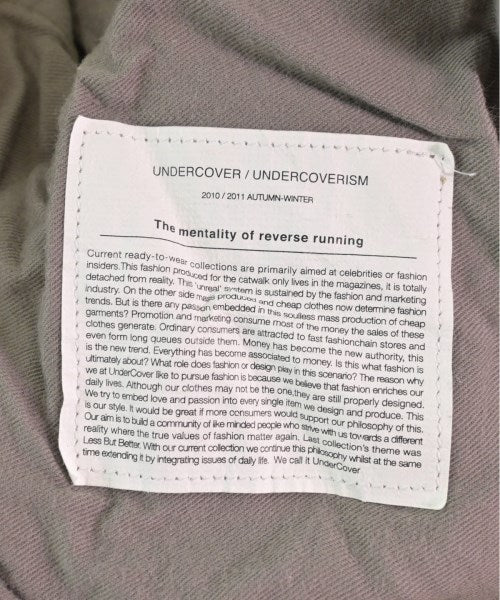 UNDERCOVER / UNDERCOVERISM
2010 / 2011 AUTUMN-WINTER
The mentality of reverse running
Current ready-to-wear collections are primarily aimed at celebrities or fashion
insiders.This fashion produced for the catwalk only lives in the magazines, it is totally
detached from reality. This 'unreal' system is sustained by the fashion and marketing
industry. On the other side mass produced and cheap clothes now determine fashion
trends. But is there any passion embedded in this souless mass production of cheap
garments? Promotion and marketing consume most of the money the sales of these
clothes generate. Ordinary consumers are attracted to fast fashionchain stores and
even form long queues outside them. Money has become the new authority, this
is the new trend. Everything has become associated to money. Is this what fashion is
ultimately about? What role does fashion or design play in this scenario? The reason why
we at UnderCover like to pursue fashion is because we believe that fashion enriches our
daily lives. Although our clothes may not be the one,they are still properly designed.
We try to embed love and passion into every single item we design and produce. This
is our style. It would be great if more consumers would support our philosophy of this.
Our aim is to build a community of like minded people who strive with us towards a different
reality where the true values of fashion matter again. Last collection's theme was
Less But Better. With our current collection we continue this philosophy whilst at the same
time extending it by integrating issues of daily life. We call it UnderCover